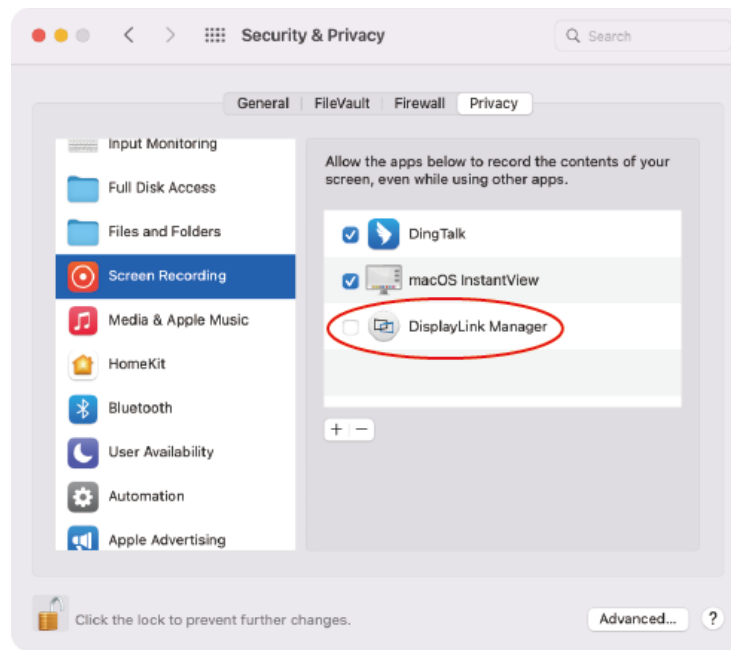 Security & Privacy
Search
General
FileVault
Firewall
Privacy
Input Monitoring
Full Disk Access
Files and Folders
Screen Recording
Media & Apple Music
HomeKit
Bluetooth
User Availability
Automation
Apple Advertising
Allow the apps below to record the contents of your
screen, even while using other apps.
DingTalk
macOS InstantView
DisplayLink Manager
+ −
Click the lock to prevent further changes.
Advanced...
?